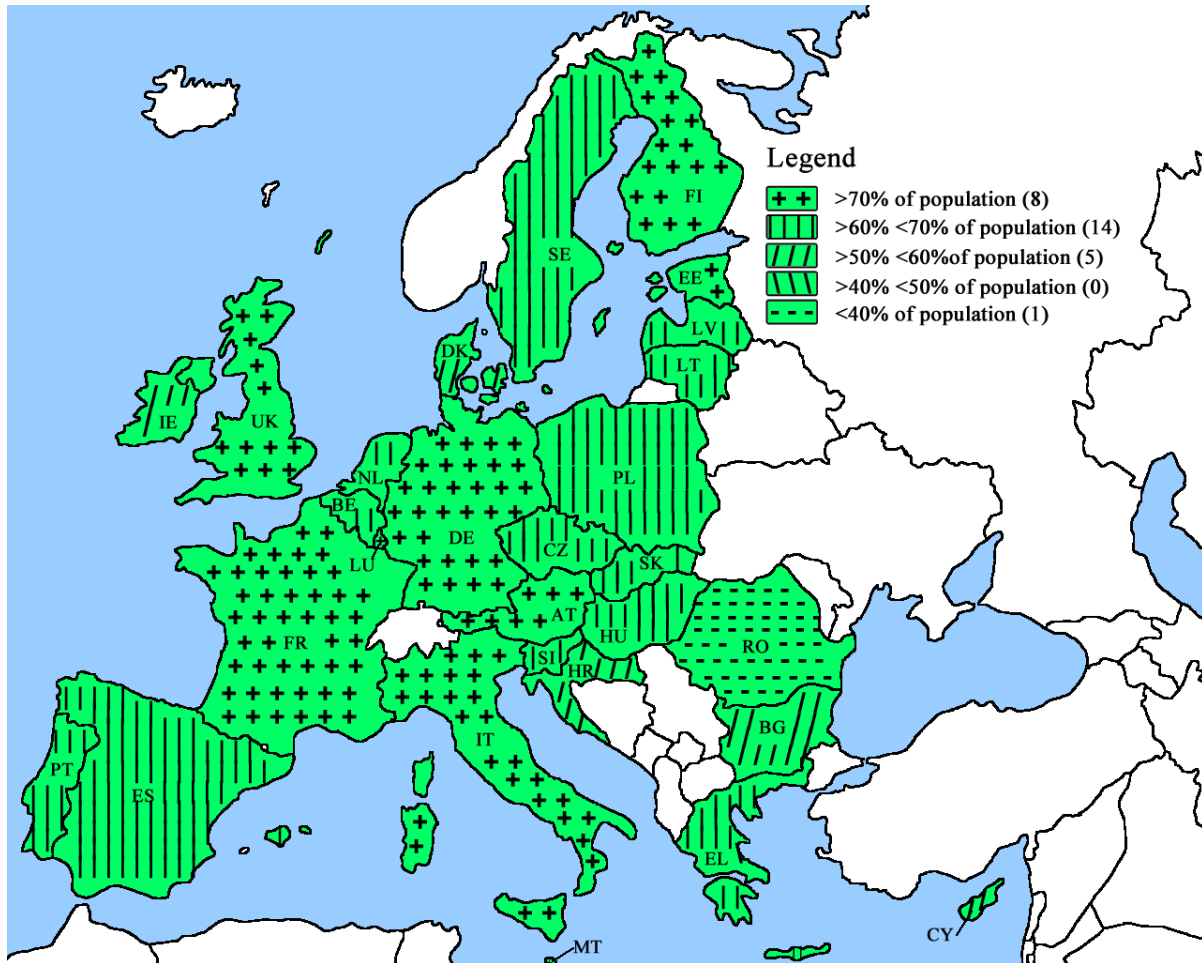 Legend
>70% of population (8)
>60% <70% of population (14)
>50% <60%of population (5)
>40% <50% of population (0)
<40% of population (1)
FI
SE
EE
LV
DK
LT
IE
UK
NL
PL
BE
DE
CZ
LU
SK
AT
HU
FR
RO
SI
HR
BG
IT
PT
ES
EL
CY
MT